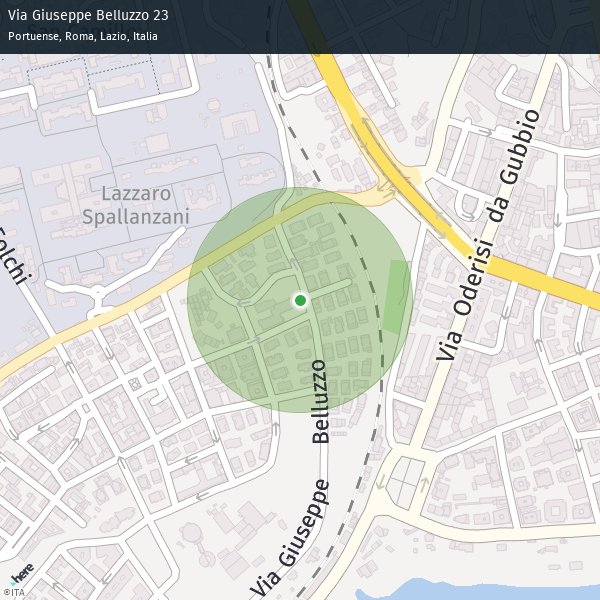 Via Giuseppe Belluzzo 23
Portuense, Roma, Lazio, Italia
Via Oderisi da Gubbio
Lazzaro
Spallanzani
Folchi
Via Giuseppe Belluzzo
here
©ITA